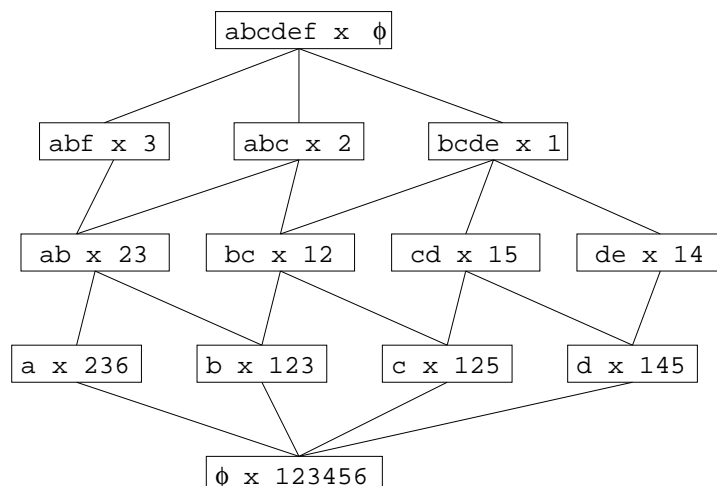 abcdef x ϕ
abf x 3
abc x 2
bcde x 1
ab x 23
bc x 12
cd x 15
de x 14
a x 236
b x 123
c x 125
d x 145
ϕ x 123456